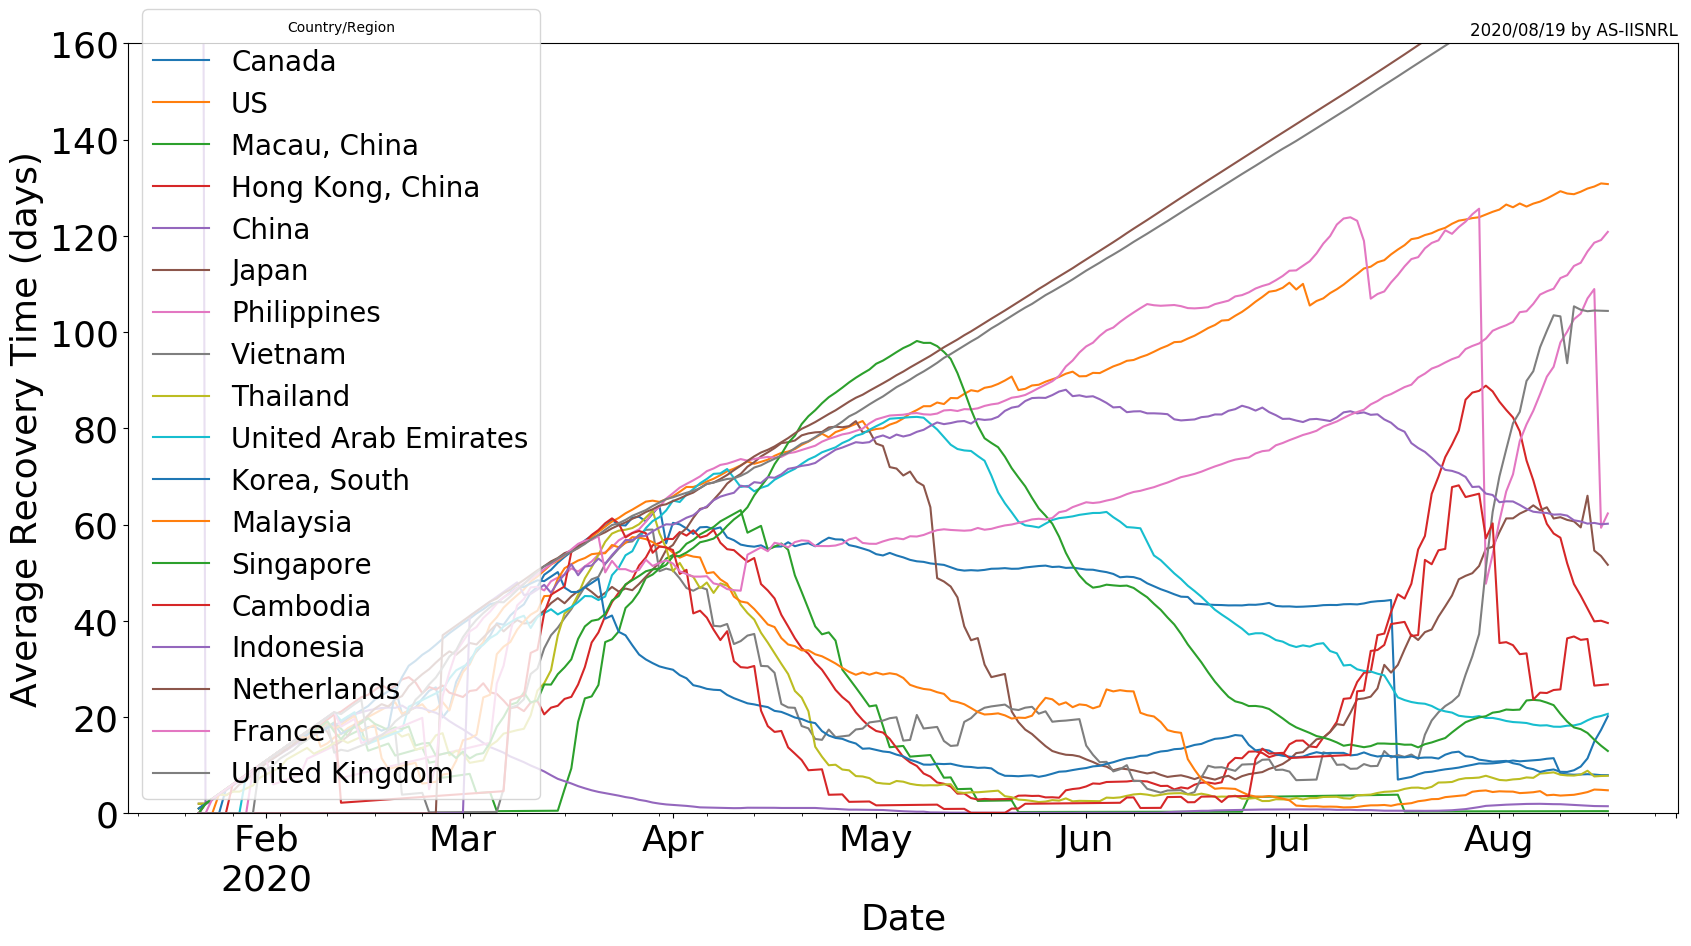 Country/Region
2020/08/19 by AS-IISNRL
Canada
US
Macau, China
Hong Kong, China
China
Japan
Philippines
Vietnam
Thailand
United Arab Emirates
Korea, South
Malaysia
Singapore
Cambodia
Indonesia
Netherlands
France
United Kingdom
Average Recovery Time (days)
160
140
120
100
80
60
40
20
0
Feb Mar Apr May Jun Jul Aug
2020
Date